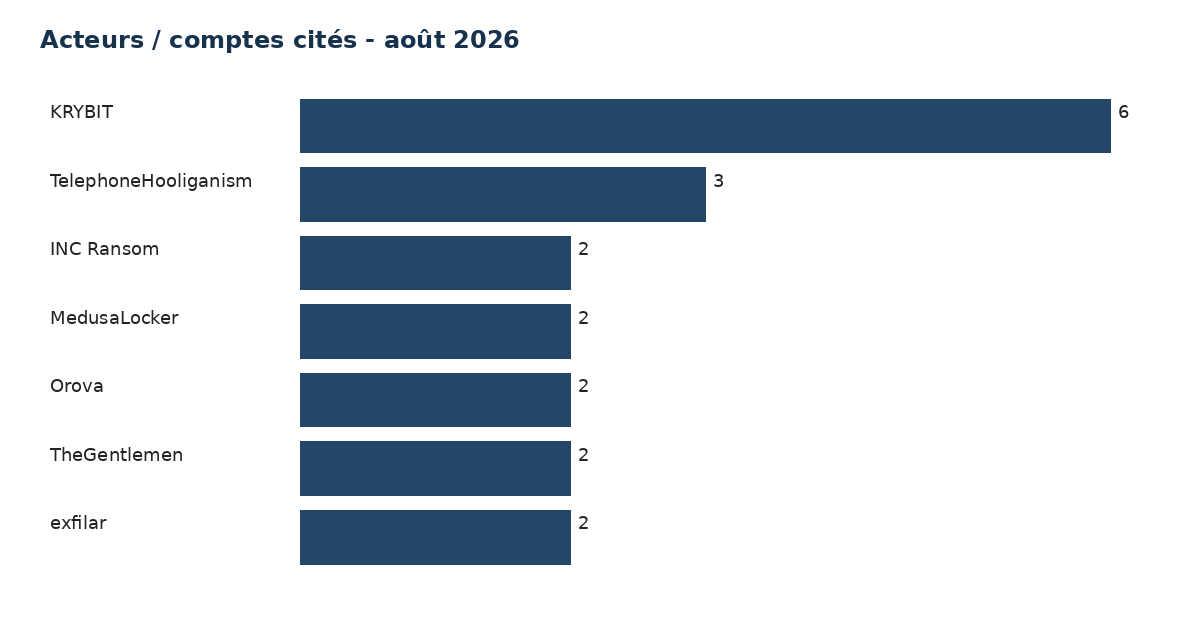 Acteurs / comptes cités - août 2026
KRYBIT 6
TelephoneHooliganism 3
INC Ransom 2
MedusaLocker 2
Orova 2
TheGentlemen 2
exfilar 2